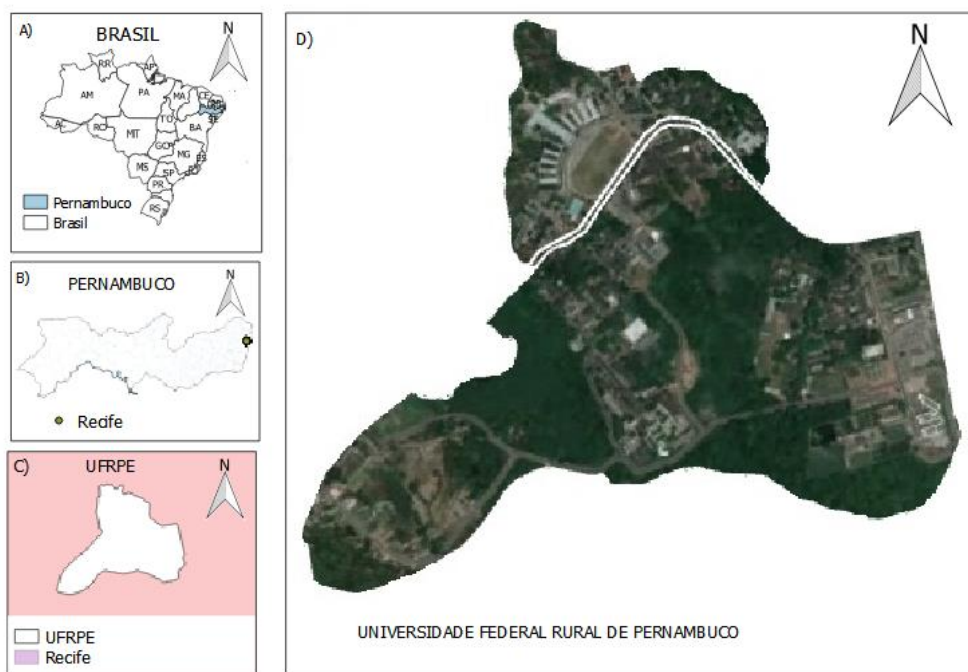 A)
BRASIL
N
RR
AP
AM
PA
MA
CE
TO
SE
RO
MT
BA
GO
MG
ES
MS
SP
PR
RS
Pernambuco
Brasil
B)
PERNAMBUCO
N
Recife
C)
UFRPE
N
UFRPE
Recife
D)
N
UNIVERSIDADE FEDERAL RURAL DE PERNAMBUCO